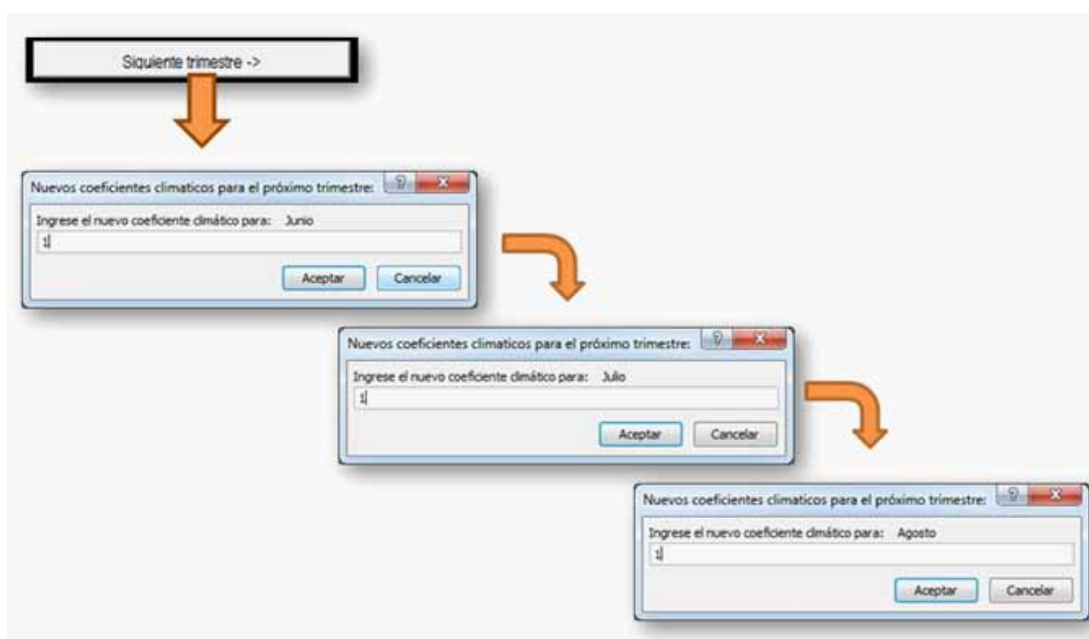 Siguiente trimestre ->
Nuevos coeficientes climaticos para el próximo trimestre:
Ingrese el nuevo coeficiente climático para: Junio
1
Aceptar Cancelar
Nuevos coeficientes climaticos para el próximo trimestre:
Ingrese el nuevo coeficiente climático para: Julio
1
Aceptar Cancelar
Nuevos coeficientes climaticos para el próximo trimestre:
Ingrese el nuevo coeficiente climático para: Agosto
1
Aceptar Cancelar